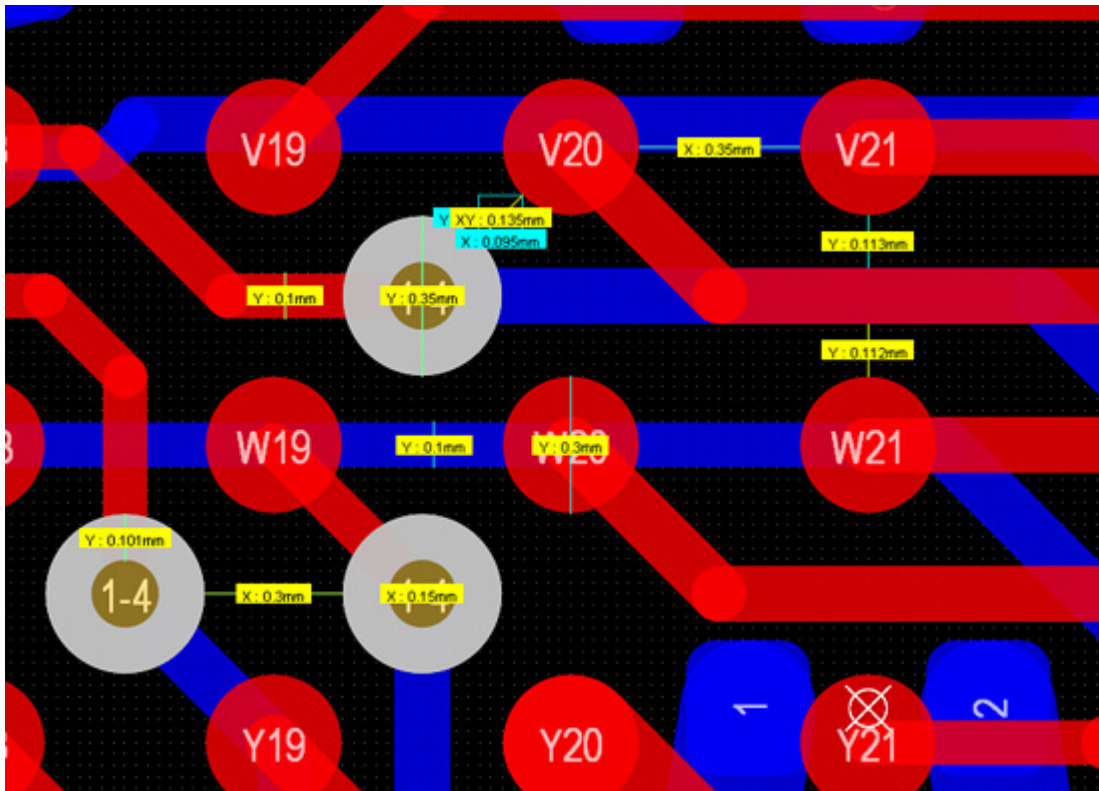 V19
V20
X : 0.35mm
V21
XY : 0.135mm
X : 0.095mm
Y : 0.113mm
Y : 0.1mm
Y : 0.35mm
Y : 0.112mm
W19
Y : 0.1mm
W20
Y : 0.3mm
W21
Y : 0.101mm
1-4
X : 0.3mm
X : 0.15mm
1
2
Y19
Y20
Y21